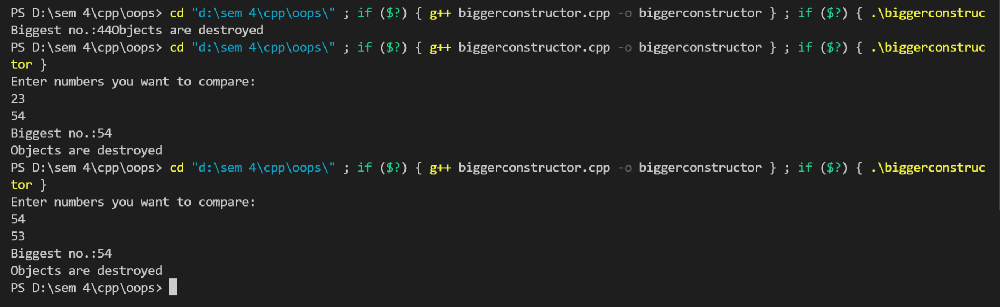 PS D:\sem 4\cpp\oops> cd "d:\sem 4\cpp\oops\" ; if ($?) { g++ biggerconstructor.cpp -o biggerconstructor } ; if ($?) { .\biggerconstruc
Biggest no.:44Objects are destroyed
PS D:\sem 4\cpp\oops> cd "d:\sem 4\cpp\oops\" ; if ($?) { g++ biggerconstructor.cpp -o biggerconstructor } ; if ($?) { .\biggerconstruc
tor }
Enter numbers you want to compare:
23
54
Biggest no.:54
Objects are destroyed
PS D:\sem 4\cpp\oops> cd "d:\sem 4\cpp\oops\" ; if ($?) { g++ biggerconstructor.cpp -o biggerconstructor } ; if ($?) { .\biggerconstruc
tor }
Enter numbers you want to compare:
54
53
Biggest no.:54
Objects are destroyed
PS D:\sem 4\cpp\oops>